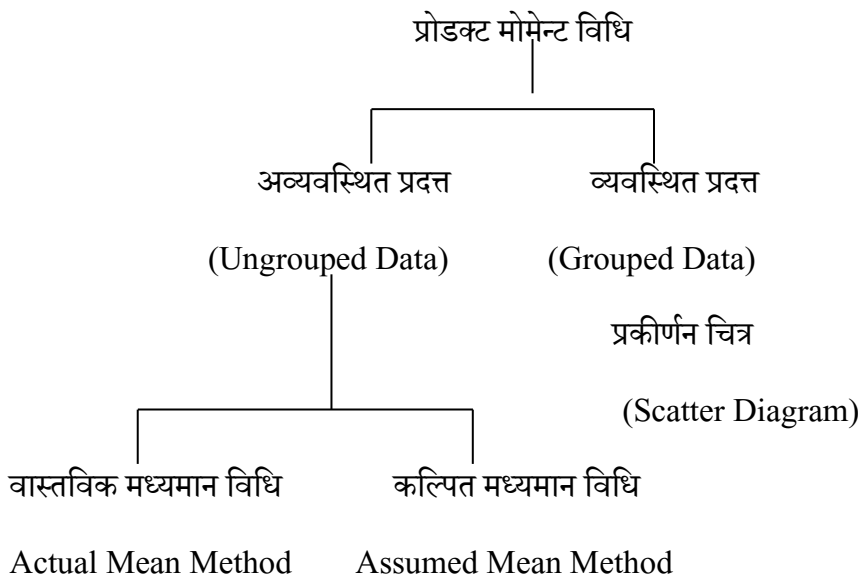 प्रोडक्ट मोमेन्ट विधि
अव्यवस्थित प्रदत्त व्यवस्थित प्रदत्त
(Ungrouped Data) (Grouped Data)
प्रकीर्णन चित्र
(Scatter Diagram)
वास्तविक मध्यमान विधि कल्पित मध्यमान विधि
Actual Mean Method Assumed Mean Method